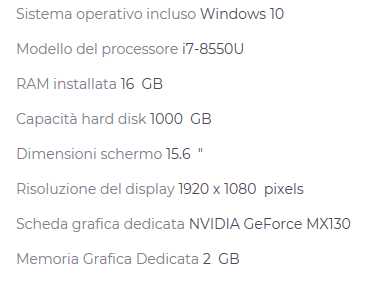 Sistema operativo incluso Windows 10
Modello del processore i7-8550U
RAM installata 16 GB
Capacità hard disk 1000 GB
Dimensioni schermo 15.6 "
Risoluzione del display 1920 x 1080 pixels
Scheda grafica dedicata NVIDIA GeForce MX130
Memoria Grafica Dedicata 2 GB